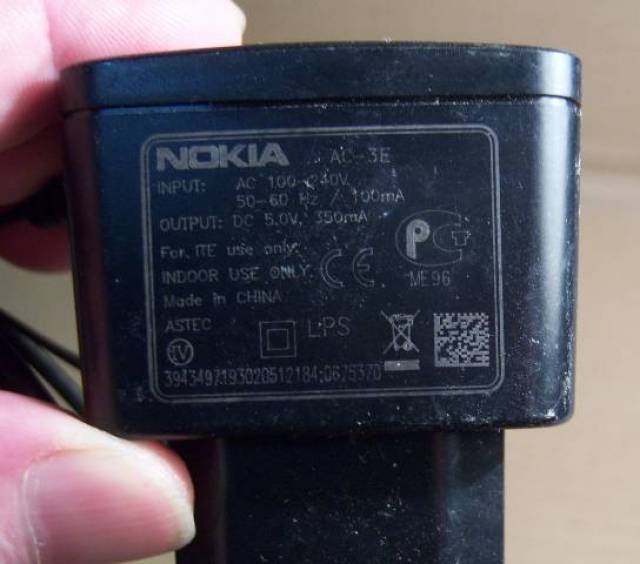 NOKIA AC-3E
INPUT: AC 100-240V
50-60 Hz / 100mA
OUTPUT: DC 5.0V, 350mA
For ITE use only.
INDOOR USE ONLY.
Made in CHINA
CE
PCT
ME96
ASTEC
IV
LPS
3943497193020512184;0675370